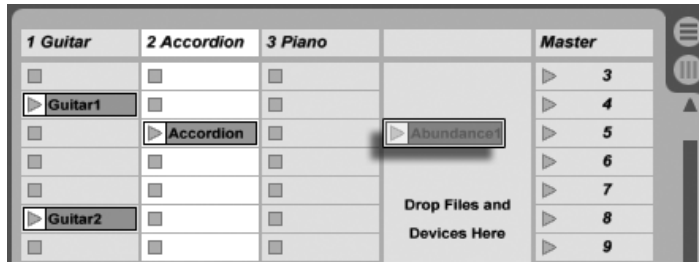 1 Guitar 2 Accordion 3 Piano Master
3
Guitar1 4
Accordion Abundance1 5
6
7
Drop Files and
Guitar2 8
Devices Here
9